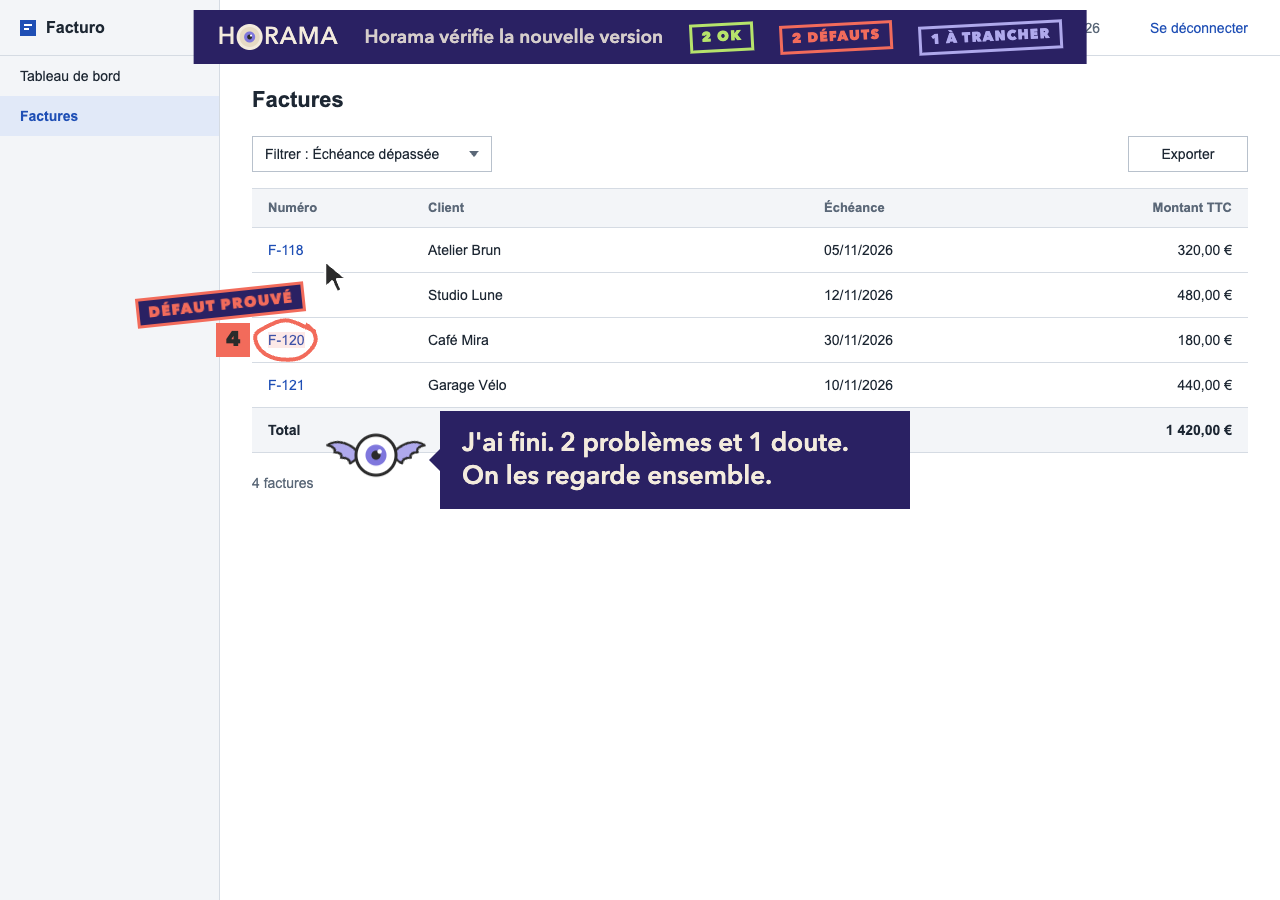 Facturo
HORAMA
Horama vérifie la nouvelle version
2 OK
2 DÉFAUTS
1 À TRANCHER
26
Se déconnecter
Tableau de bord
Factures
Factures
Filtrer : Échéance dépassée
Exporter
Numéro Client Échéance Montant TTC
F-118 Atelier Brun 05/11/2026 320,00 €
Studio Lune 12/11/2026 480,00 €
DÉFAUT PROUVÉ
4 F-120 Café Mira 30/11/2026 180,00 €
F-121 Garage Vélo 10/11/2026 440,00 €
Total 1 420,00 €
J'ai fini. 2 problèmes et 1 doute.
On les regarde ensemble.
4 factures